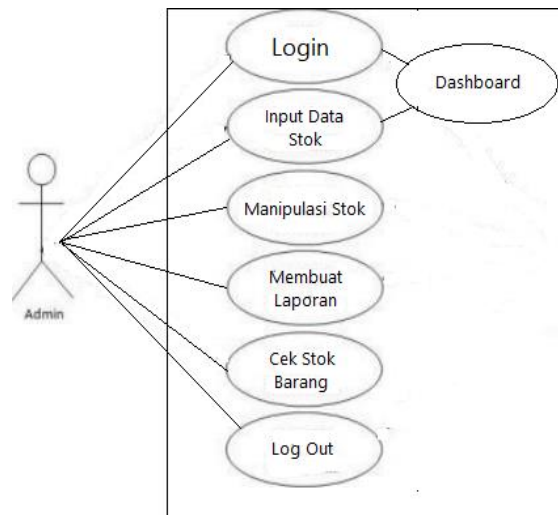 Login
Dashboard
Input Data
Stok
Manipulasi Stok
Membuat
Laporan
Admin
Cek Stok
Barang
Log Out